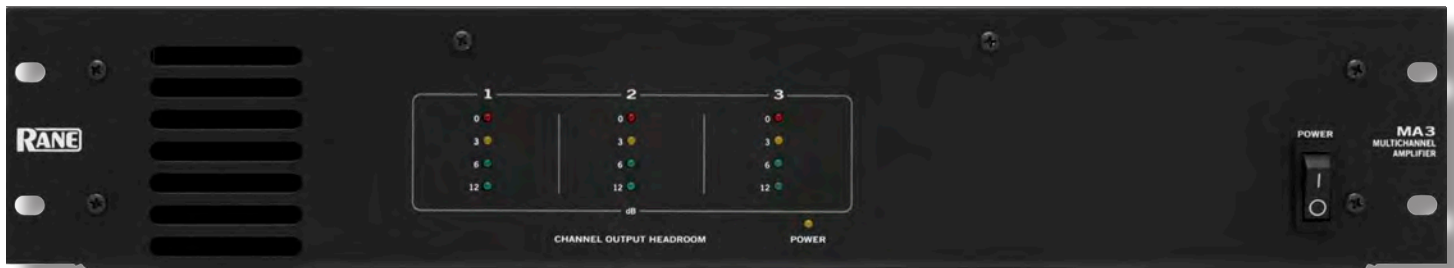 1 2 3
0 0 0
3 3 3
6 6 6
12 12 12
dB
CHANNEL OUTPUT HEADROOM
POWER
RANE
POWER
I
O
MA3
MULTICHANNEL
AMPLIFIER